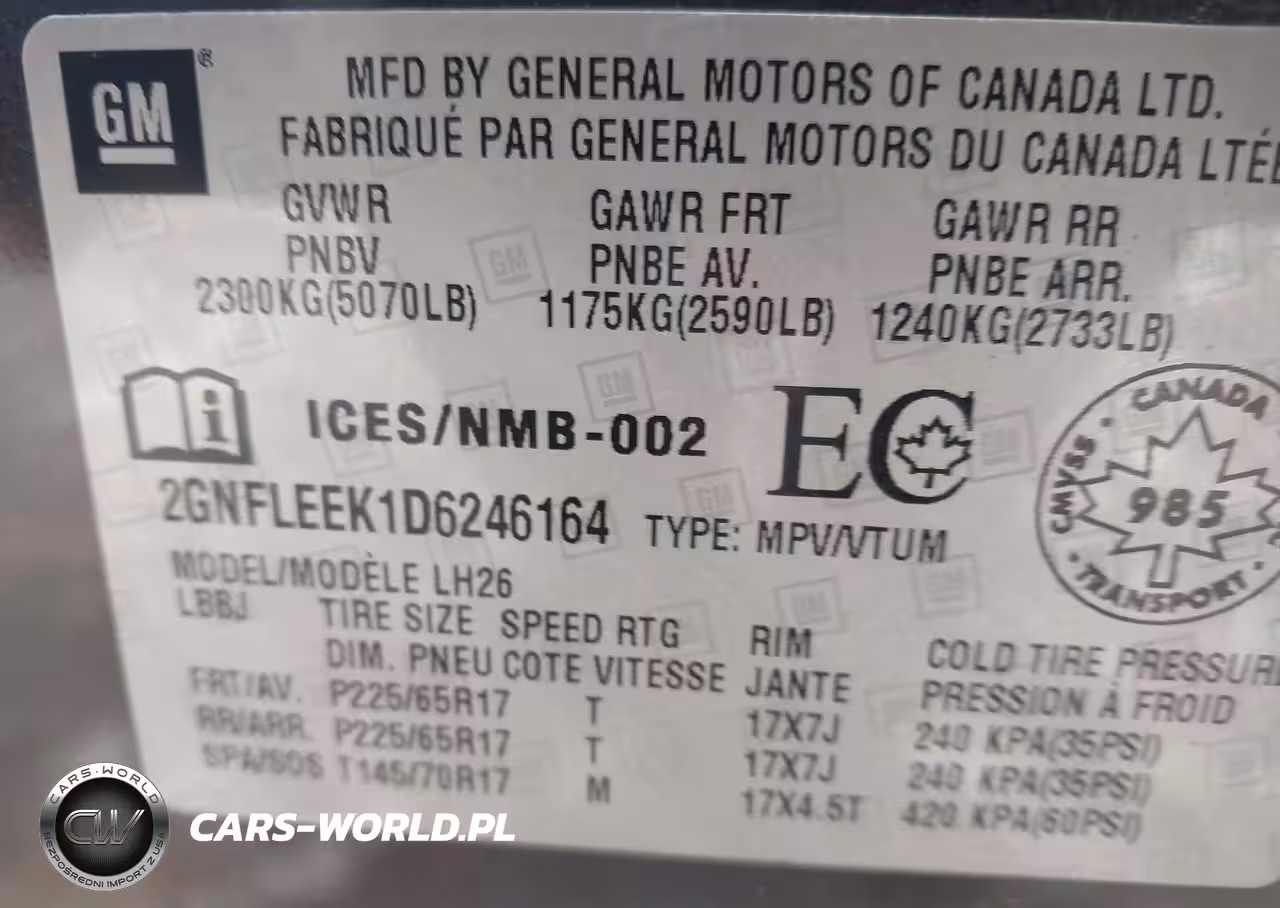 GM®
MFD BY GENERAL MOTORS OF CANADA LTD.
FABRIQUÉ PAR GENERAL MOTORS DU CANADA LTÉE
GVWR GAWR FRT GAWR RR
PNBV PNBE AV. PNBE ARR.
2300KG(5070LB) 1175KG(2590LB) 1240KG(2733LB)
i ICES/NMB-002 EC
CANADA
CMVSS 985
TRANSPORT
2GNFLEEK1D6246164 TYPE: MPV/VTUM
MODEL/MODÈLE LH26
LBBJ TIRE SIZE SPEED RTG RIM COLD TIRE PRESSUR
DIM. PNEU COTE VITESSE JANTE PRESSION À FROID
FRT/AV. P225/65R17 T 17X7J 240 KPA(35PSI)
RR/ARR. P225/65R17 T 17X7J 240 KPA(35PSI)
SPA/SOS T145/70R17 M 17X4.5T 420 KPA(60PSI)
CARS-WORLD
CW
BEZPOŚREDNI IMPORT Z USA
CARS-WORLD.PL